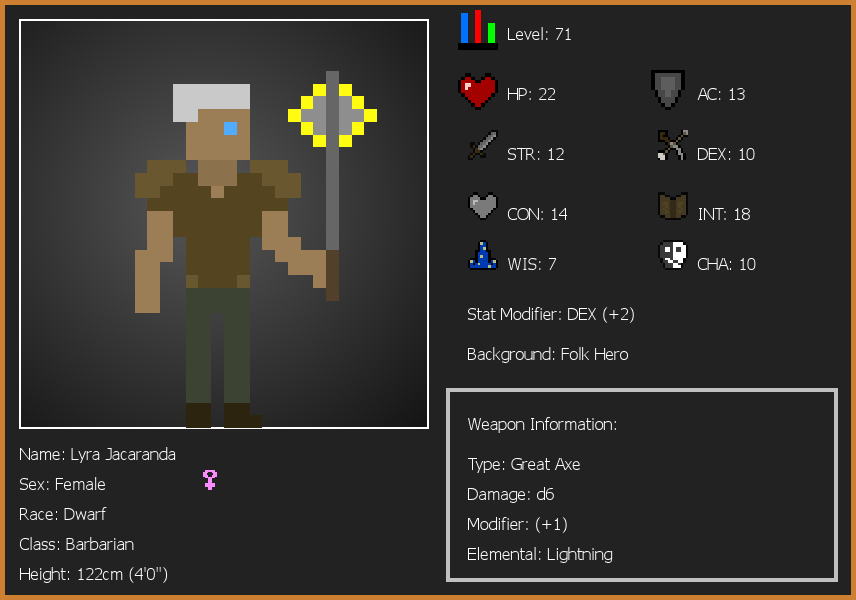 Level: 71
HP: 22
AC: 13
STR: 12
DEX: 10
CON: 14
INT: 18
WIS: 7
CHA: 10
Stat Modifier: DEX (+2)
Background: Folk Hero
Weapon Information:
Type: Great Axe
Damage: d6
Modifier: (+1)
Elemental: Lightning
Name: Lyra Jacaranda
Sex: Female
Race: Dwarf
Class: Barbarian
Height: 122cm (4'0")